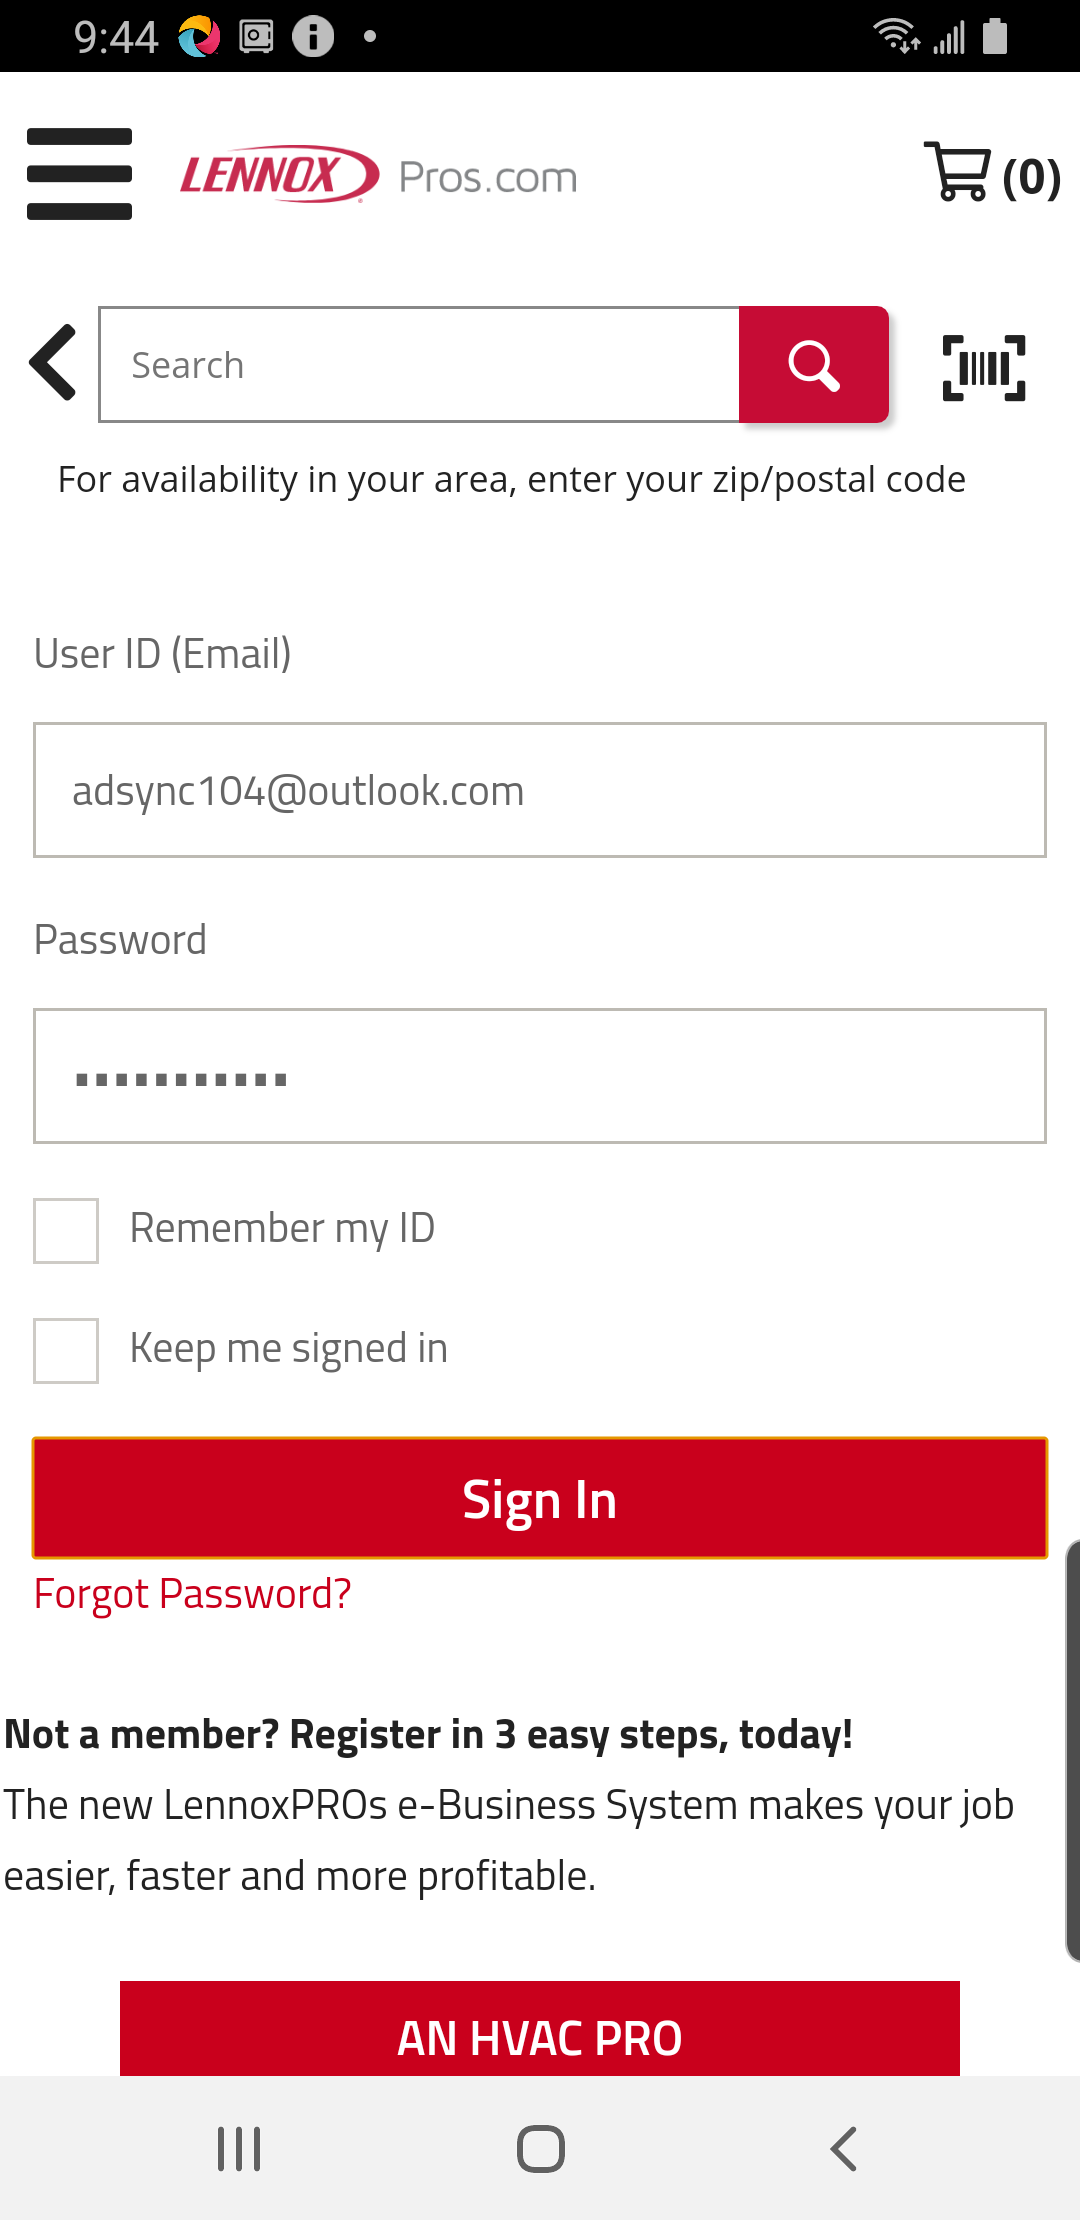 9:44
LENNOX Pros.com
(0)
Search
For availability in your area, enter your zip/postal code
User ID (Email)
adsync104@outlook.com
Password
Remember my ID
Keep me signed in
Sign In
Forgot Password?
Not a member? Register in 3 easy steps, today!
The new LennoxPROs e-Business System makes your job
easier, faster and more profitable.
AN HVAC PRO